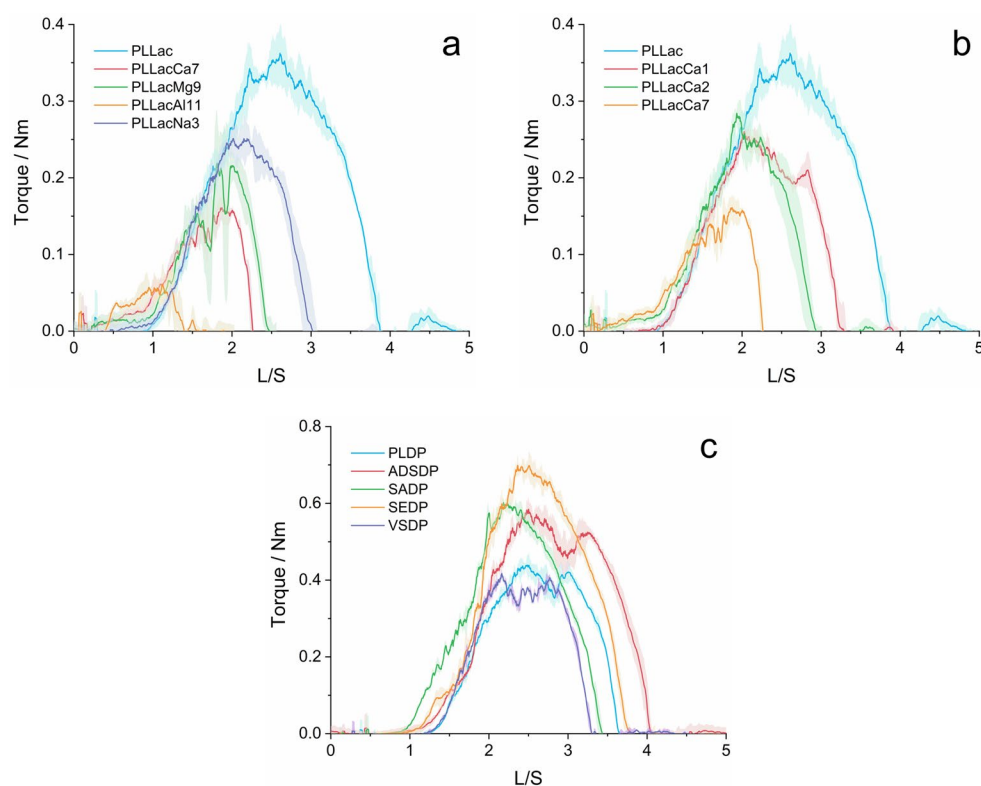 a
0.4
0.3
0.2
0.1
0.0
Torque / Nm
PLLac
PLLacCa7
PLLacMg9
PLLacAl11
PLLacNa3
0 1 2 3 4 5
L/S
b
0.4
0.3
0.2
0.1
0.0
Torque / Nm
PLLac
PLLacCa1
PLLacCa2
PLLacCa7
0 1 2 3 4 5
L/S
c
0.8
0.6
0.4
0.2
0.0
Torque / Nm
PLDP
ADSDP
SADP
SEDP
VSDP
0 1 2 3 4 5
L/S